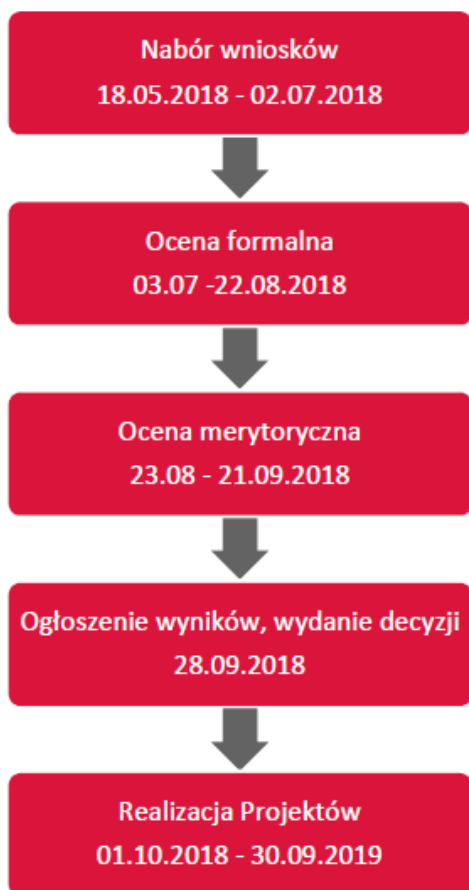 Nabór wniosków
18.05.2018 - 02.07.2018
Ocena formalna
03.07 -22.08.2018
Ocena merytoryczna
23.08 - 21.09.2018
Ogłoszenie wyników, wydanie decyzji
28.09.2018
Realizacja Projektów
01.10.2018 - 30.09.2019